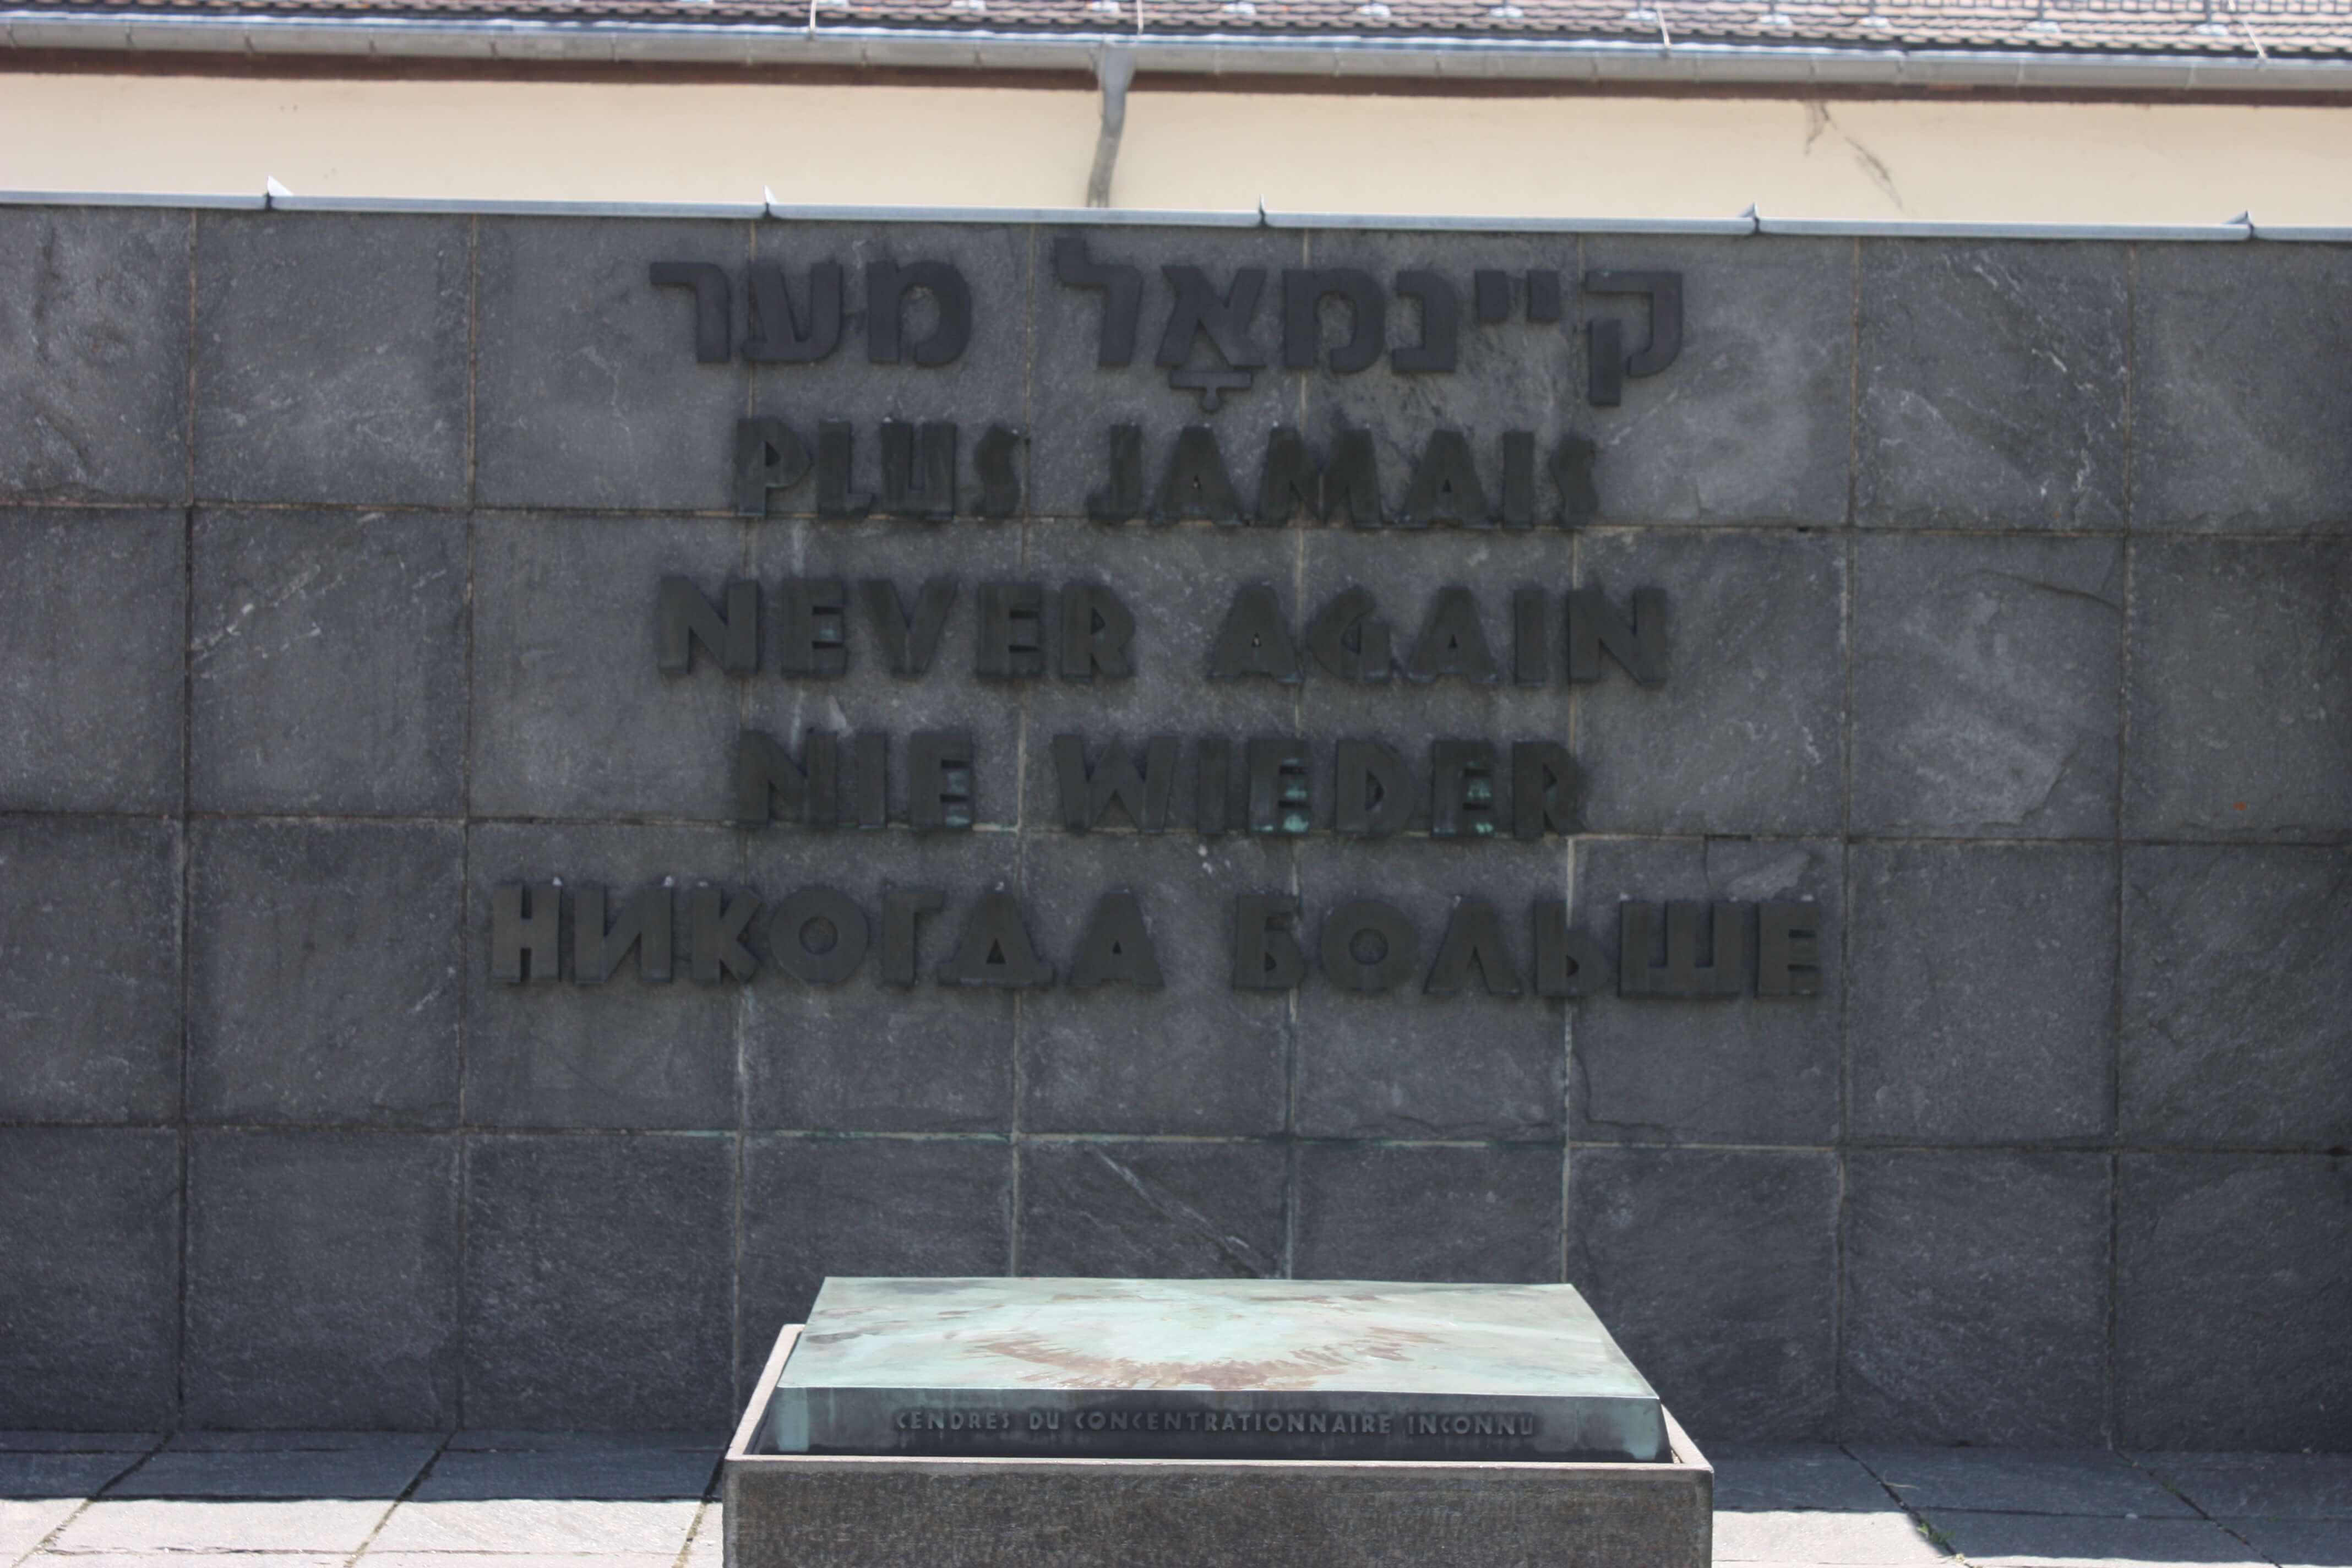 קיינמאָל מער
PLUS JAMAIS
NEVER AGAIN
NIE WIEDER
НИКОГДА БОЛЬШЕ
CENDRES DU CONCENTRATIONNAIRE INCONNU